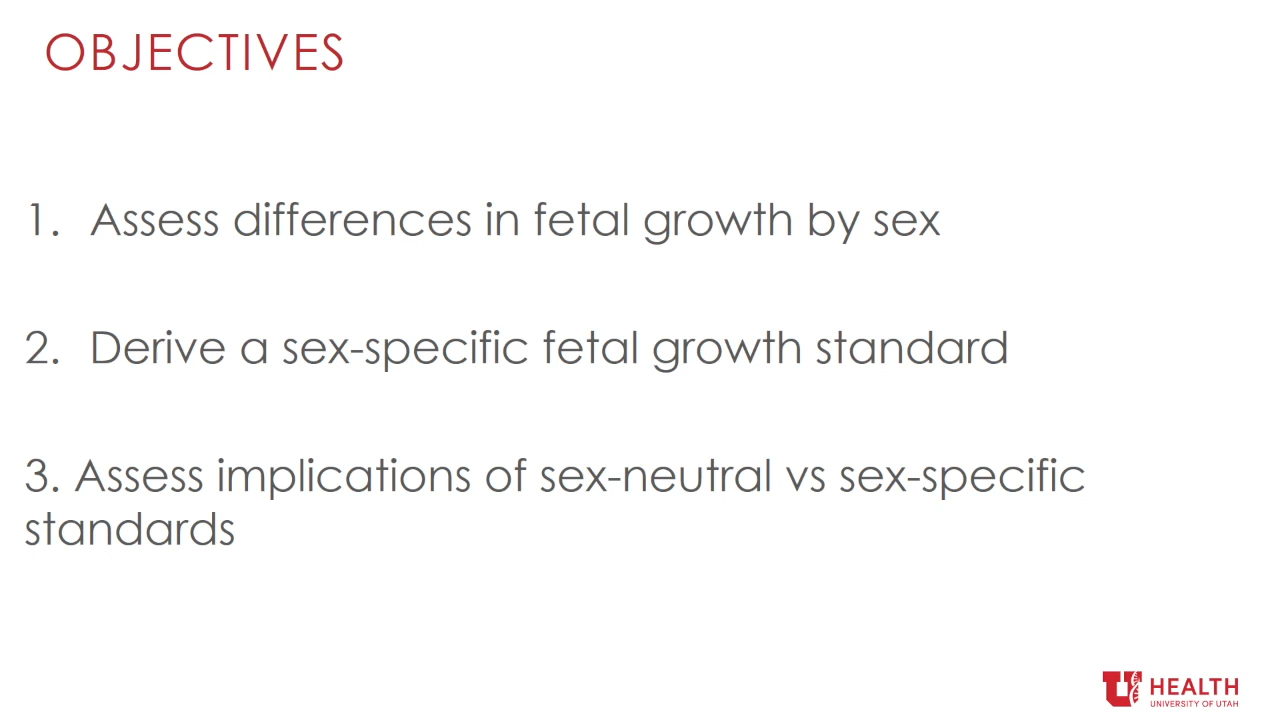 OBJECTIVES
1. Assess differences in fetal growth by sex
2. Derive a sex-specific fetal growth standard
3. Assess implications of sex-neutral vs sex-specific
standards
U HEALTH
UNIVERSITY OF UTAH